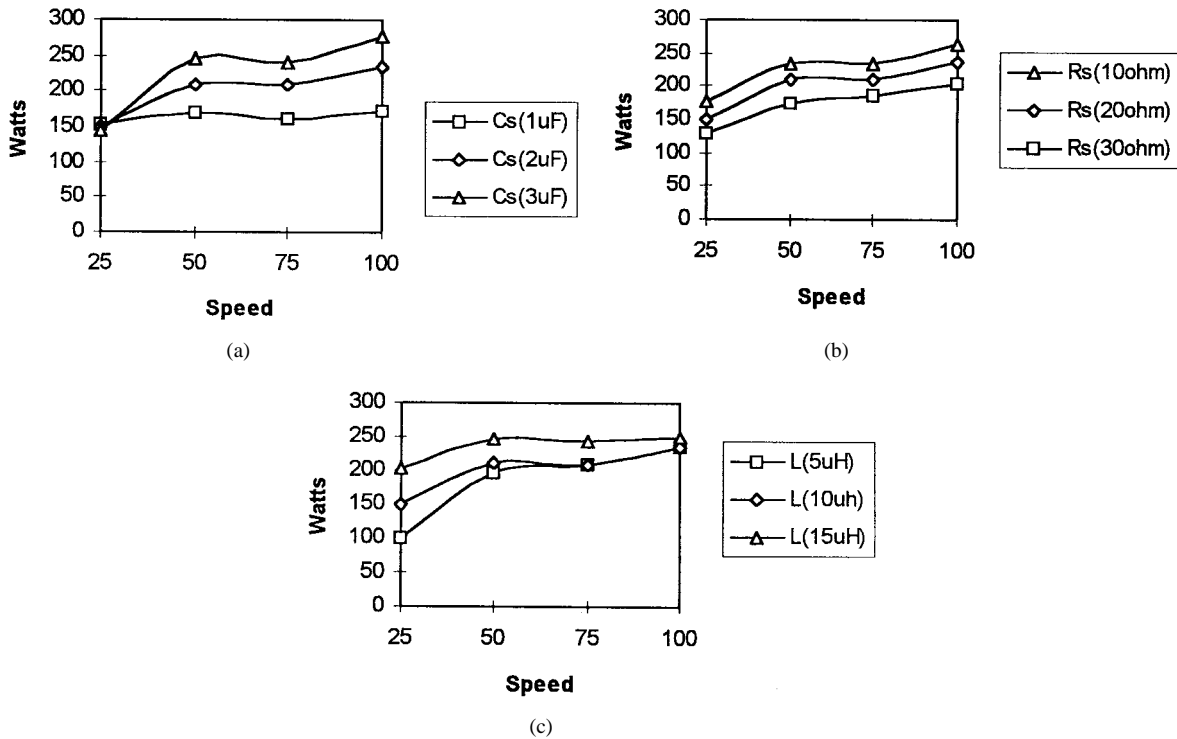 300
250
200
150
100
50
0
Watts
25 50 75 100
Speed
Cs(1uF)
Cs(2uF)
Cs(3uF)
(a)
300
250
200
150
100
50
0
Watts
25 50 75 100
Speed
Rs(10ohm)
Rs(20ohm)
Rs(30ohm)
(b)
300
250
200
150
100
50
0
Watts
25 50 75 100
Speed
L(5uH)
L(10uh)
L(15uH)
(c)